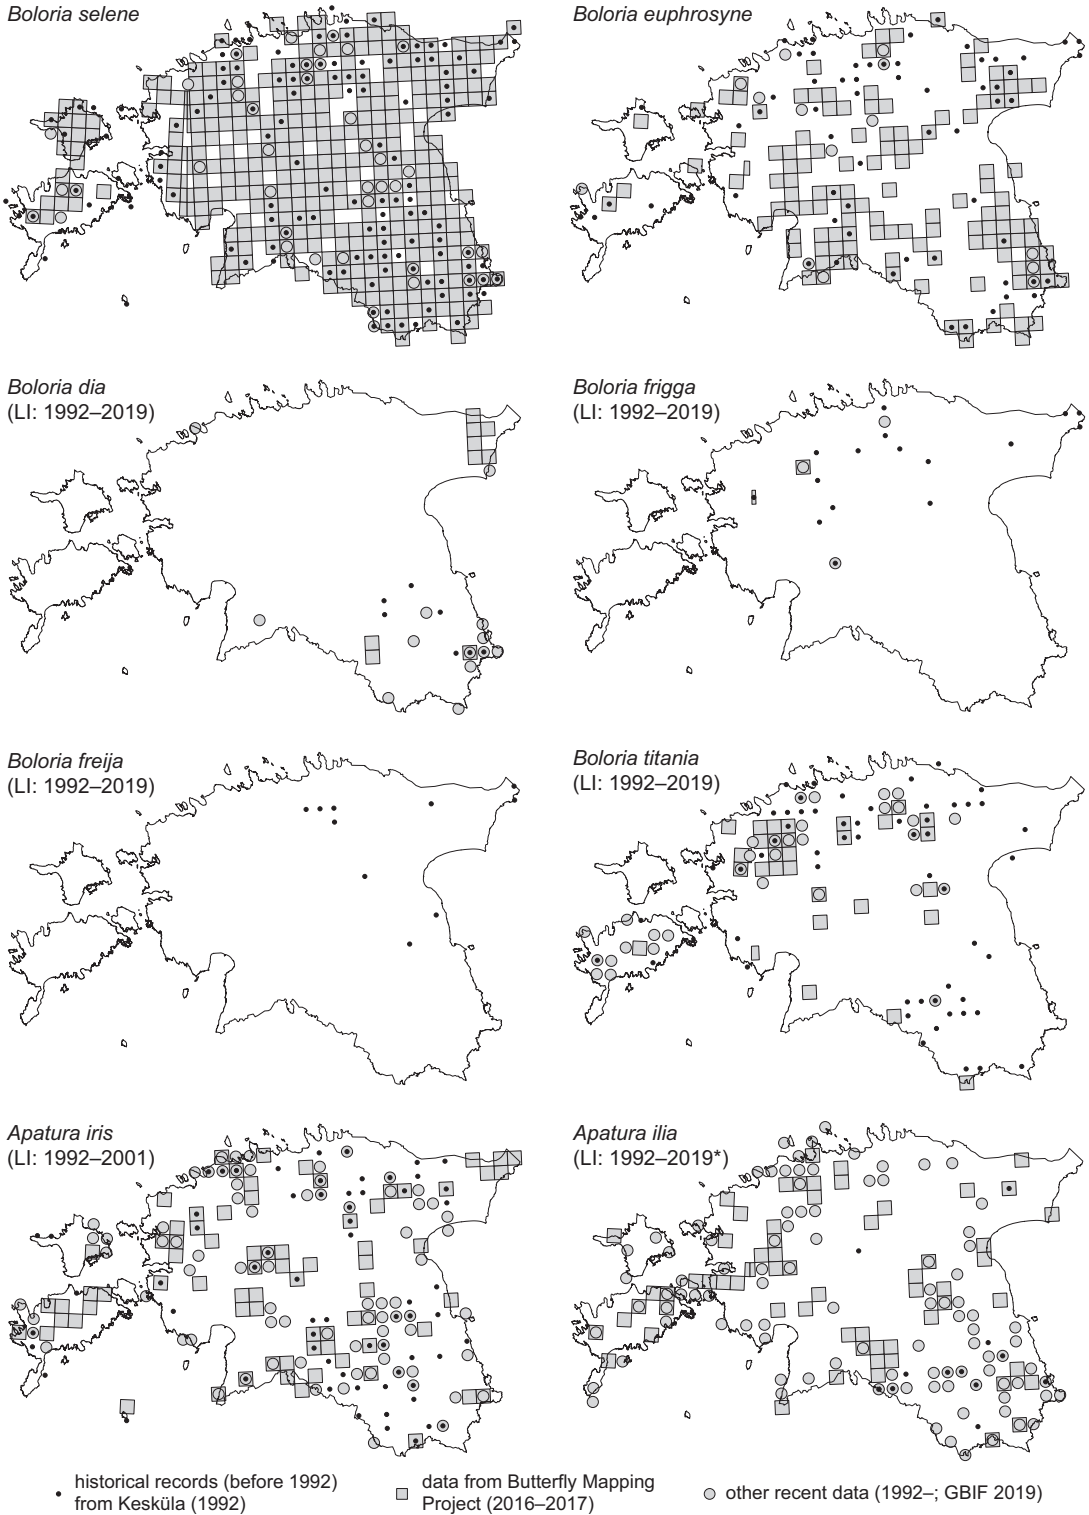 Boloria selene
Boloria euphrosyne
Boloria dia
(LI: 1992–2019)
Boloria frigga
(LI: 1992–2019)
Boloria freija
(LI: 1992–2019)
Boloria titania
(LI: 1992–2019)
Apatura iris
(LI: 1992–2001)
Apatura ilia
(LI: 1992–2019*)
historical records (before 1992)
from Kesküla (1992)
data from Butterfly Mapping
Project (2016–2017)
other recent data (1992–; GBIF 2019)